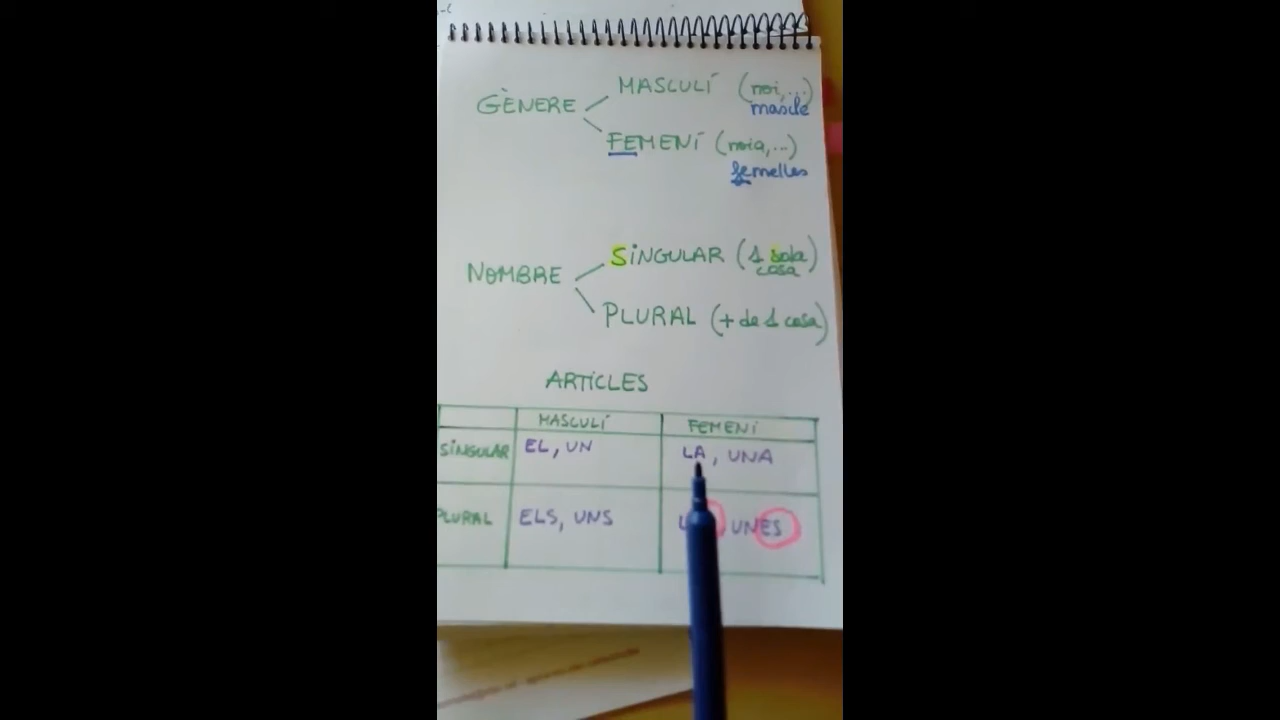 GÈNERE
MASCULÍ (noi,...)
mascle
FEMENÍ (noia,...)
femelles
NOMBRE
SINGULAR (1 sola
cosa)
PLURAL (+ de 1 cosa)
ARTICLES
MASCULÍ FEMENÍ
SINGULAR EL, UN LA, UNA
PLURAL ELS, UNS UNES